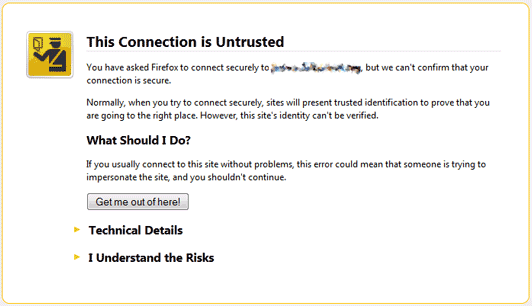 This Connection is Untrusted
You have asked Firefox to connect securely to , but we can't confirm that your
connection is secure.
Normally, when you try to connect securely, sites will present trusted identification to prove that you
are going to the right place. However, this site's identity can't be verified.
What Should I Do?
If you usually connect to this site without problems, this error could mean that someone is trying to
impersonate the site, and you shouldn't continue.
Get me out of here!
Technical Details
I Understand the Risks